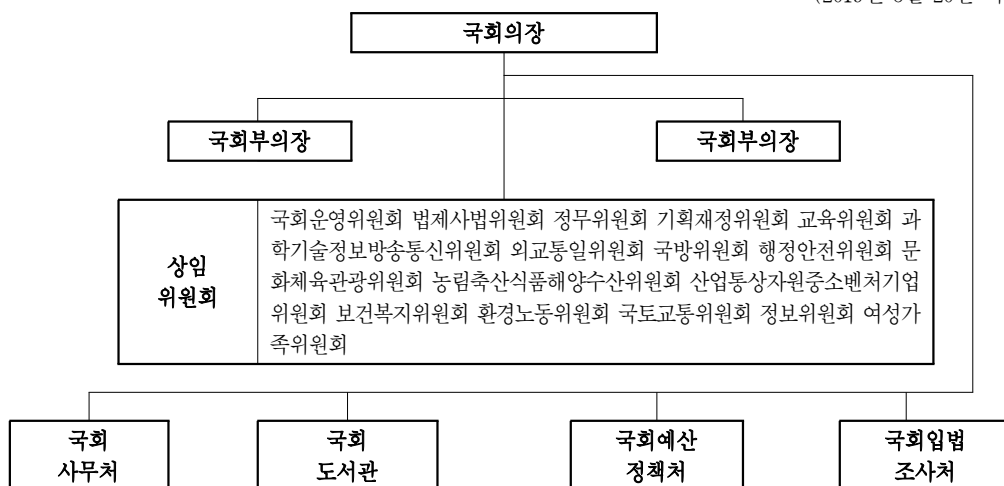 국회의장
국회부의장 국회부의장
상임
위원회
국회운영위원회 법제사법위원회 정무위원회 기획재정위원회 교육위원회 과
학기술정보방송통신위원회 외교통일위원회 국방위원회 행정안전위원회 문
화체육관광위원회 농림축산식품해양수산위원회 산업통상자원중소벤처기업
위원회 보건복지위원회 환경노동위원회 국토교통위원회 정보위원회 여성가
족위원회
국회
사무처
국회
도서관
국회예산
정책처
국회입법
조사처